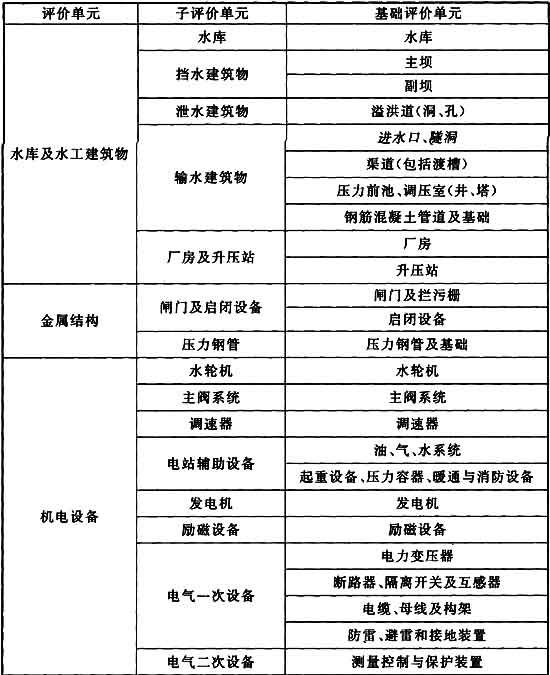 评价单元 子评价单元 基础评价单元
水库及水工建筑物 水库 水库
挡水建筑物 主坝
副坝
泄水建筑物 溢洪道(洞、孔)
输水建筑物 进水口、隧洞
渠道(包括渡槽)
压力前池、调压室(井、塔)
钢筋混凝土管道及基础
厂房及升压站 厂房
升压站
金属结构 闸门及启闭设备 闸门及拦污栅
启闭设备
压力钢管 压力钢管及基础
机电设备 水轮机 水轮机
主阀系统 主阀系统
调速器 调速器
电站辅助设备 油、气、水系统
起重设备、压力容器、暖通与消防设备
发电机 发电机
励磁设备 励磁设备
电气一次设备 电力变压器
断路器、隔离开关及互感器
电缆、母线及构架
防雷、避雷和接地装置
电气二次设备 测量控制与保护装置